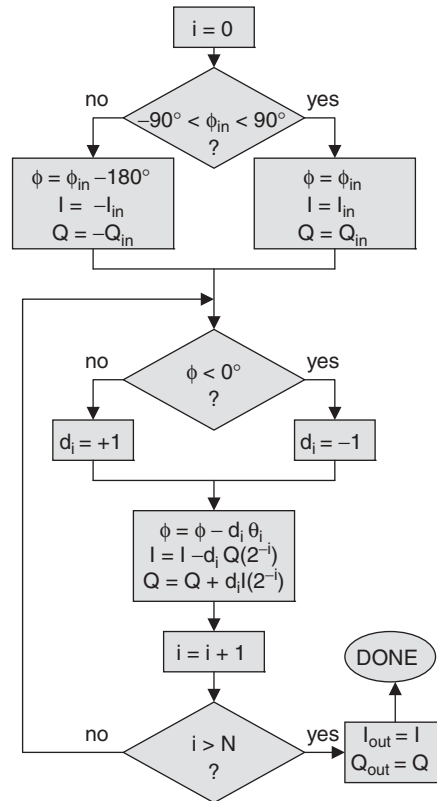 i = 0
no
yes
−90° < ϕin < 90°
?
ϕ = ϕin −180°
I = −Iin
Q = −Qin
ϕ = ϕin
I = Iin
Q = Qin
no
yes
ϕ < 0°
?
di = +1
di = −1
ϕ = ϕ − di θi
I = I −di Q(2⁻ⁱ)
Q = Q + diI(2⁻ⁱ)
i = i + 1
DONE
no
yes
i > N
?
Iout = I
Qout = Q